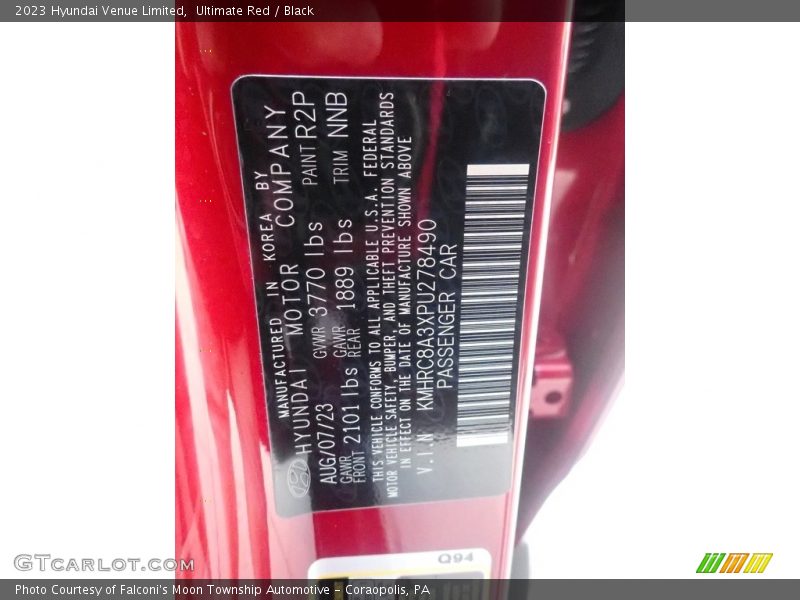 2023 Hyundai Venue Limited,  Ultimate Red / Black
MANUFACTURED IN KOREA BY
HYUNDAI MOTOR COMPANY
AUG/07/23 GVWR 3770 lbs PAINT R2P
GAWR FRONT 2101 lbs GAWR REAR 1889 lbs TRIM NNB
THIS VEHICLE CONFORMS TO ALL APPLICABLE U.S.A. FEDERAL
MOTOR VEHICLE SAFETY, BUMPER, AND THEFT PREVENTION STANDARDS
IN EFFECT ON THE DATE OF MANUFACTURE SHOWN ABOVE
V.I.N KMHRC8A3XPU278490
PASSENGER CAR
Q94
GTCARLOT.COM
Photo Courtesy of Falconi's Moon Township Automotive - Coraopolis, PA